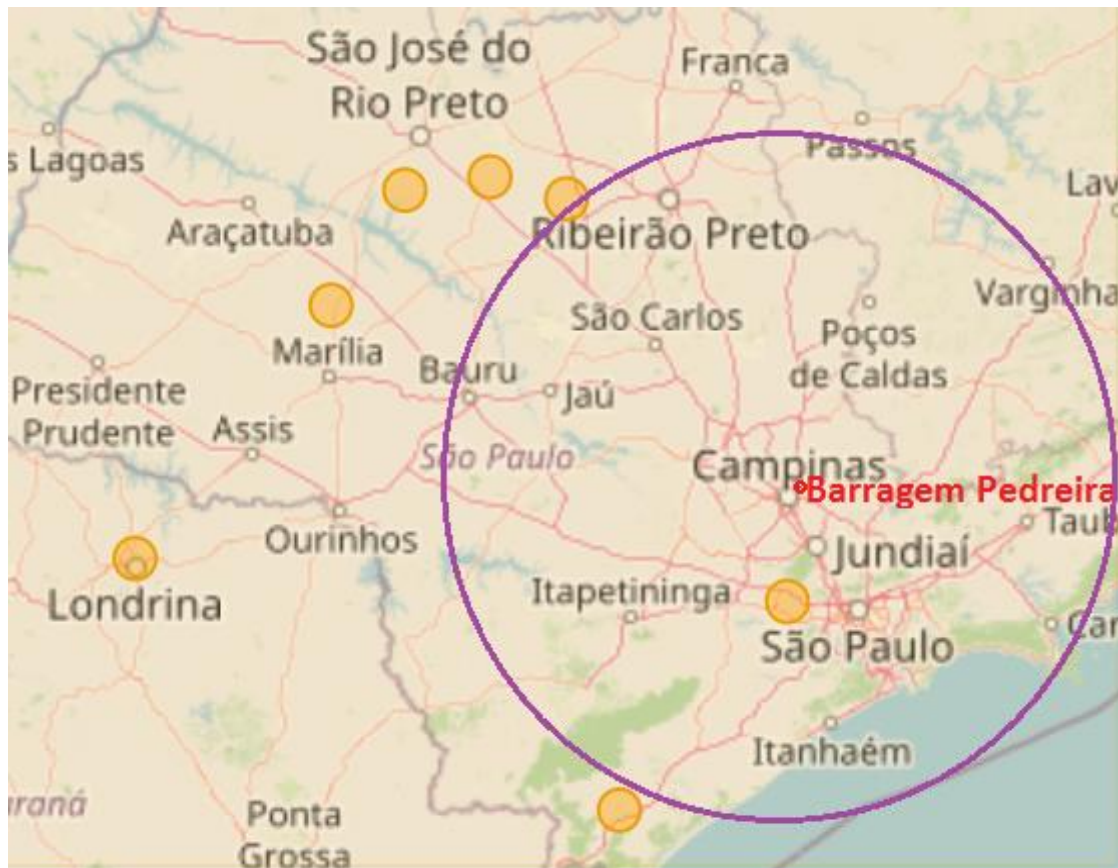 São José do
Rio Preto
Franca
s Lagoas
Passos
Lav
Araçatuba
Ribeirão Preto
Varginha
São Carlos
Poços
de Caldas
Marília
Bauru
Jaú
Presidente
Prudente
Assis
São Paulo
Campinas
Barragem Pedreira
Taub
Ourinhos
Jundiaí
Londrina
Itapetininga
São Paulo
Car
Itanhaém
raná
Ponta
Grossa